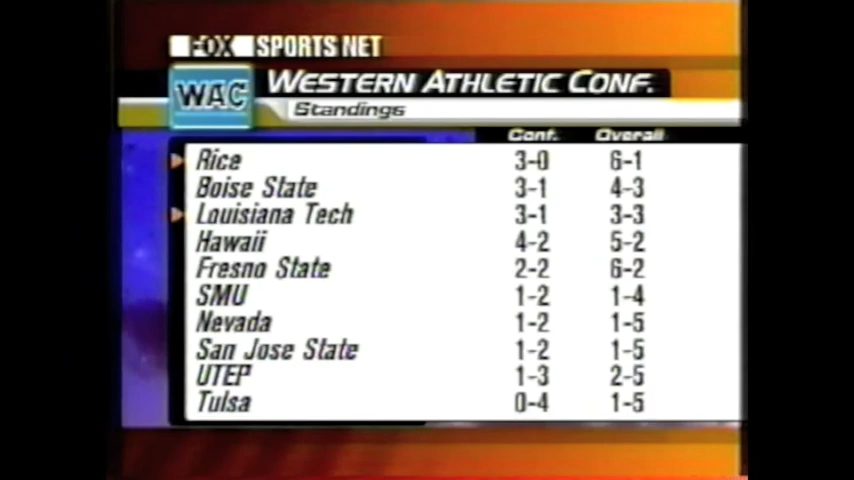 FOX SPORTS NET
WAC WESTERN ATHLETIC CONF.
Standings
Conf. Overall
Rice 3-0 6-1
Boise State 3-1 4-3
Louisiana Tech 3-1 3-3
Hawaii 4-2 5-2
Fresno State 2-2 6-2
SMU 1-2 1-4
Nevada 1-2 1-5
San Jose State 1-2 1-5
UTEP 1-3 2-5
Tulsa 0-4 1-5